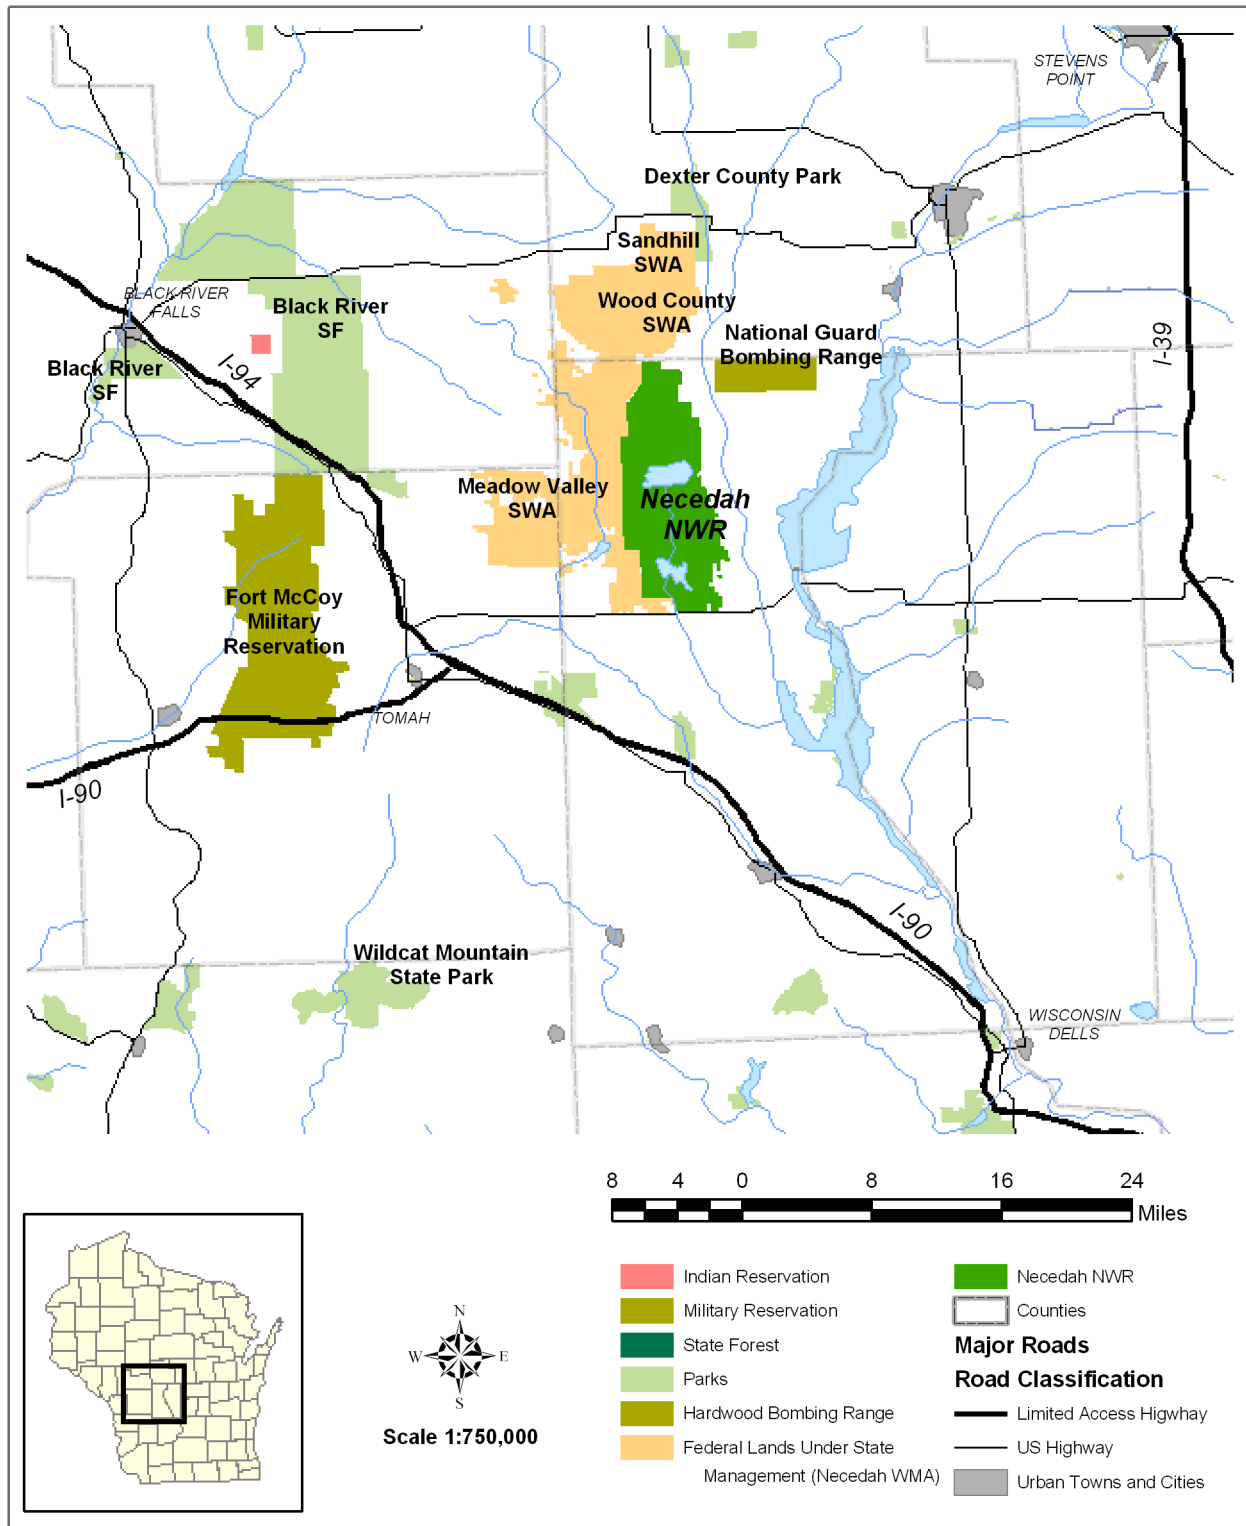 STEVENS
POINT
Dexter County Park
Sandhill
SWA
BLACK RIVER
FALLS
Black River
SF
Wood County
SWA
National Guard
Bombing Range
I-39
Black River
SF
I-94
Meadow Valley
SWA
Necedah
NWR
Fort McCoy
Military
Reservation
TOMAH
I-90
I-90
Wildcat Mountain
State Park
WISCONSIN
DELLS
8 4 0 8 16 24
Miles
Indian Reservation
Military Reservation
State Forest
Parks
Hardwood Bombing Range
Federal Lands Under State
Management (Necedah WMA)
Necedah NWR
Counties
Major Roads
Road Classification
Limited Access Higwhay
US Highway
Urban Towns and Cities
N
W E
S
Scale 1:750,000